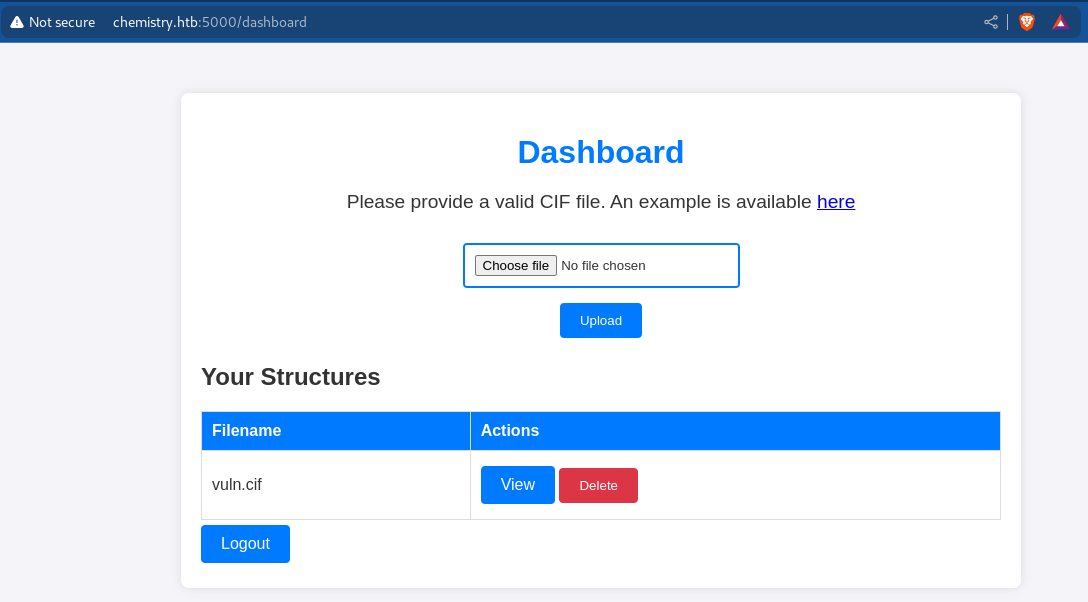 Not secure chemistry.htb:5000/dashboard
Dashboard
Please provide a valid CIF file. An example is available here
Choose file No file chosen
Upload
Your Structures
Filename Actions
vuln.cif View Delete
Logout